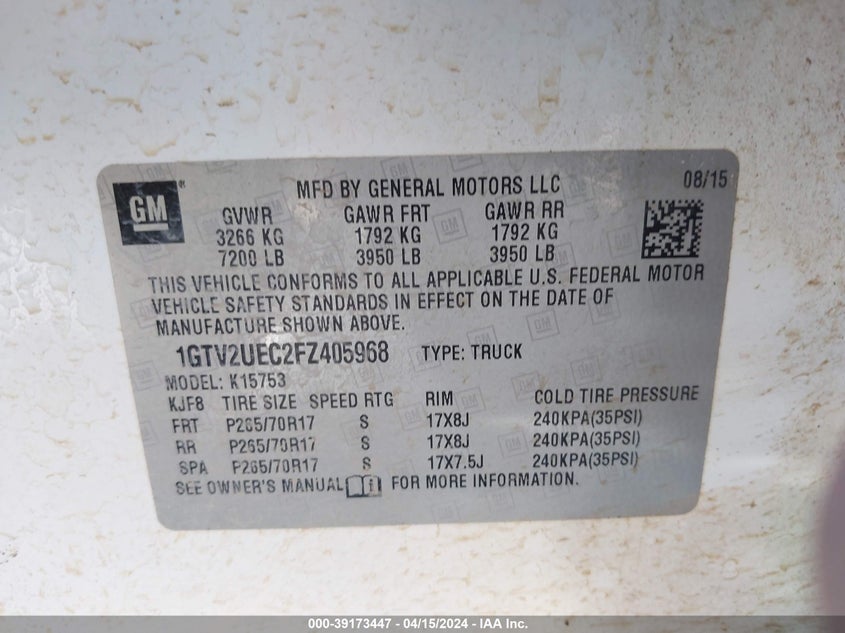 GM
MFD BY GENERAL MOTORS LLC 08/15
GVWR GAWR FRT GAWR RR
3266 KG 1792 KG 1792 KG
7200 LB 3950 LB 3950 LB
THIS VEHICLE CONFORMS TO ALL APPLICABLE U.S. FEDERAL MOTOR
VEHICLE SAFETY STANDARDS IN EFFECT ON THE DATE OF
MANUFACTURE SHOWN ABOVE.
1GTV2UEC2FZ405968 TYPE: TRUCK
MODEL: K15753
KJF8 TIRE SIZE SPEED RTG RIM COLD TIRE PRESSURE
FRT P265/70R17 S 17X8J 240KPA(35PSI)
RR P265/70R17 S 17X8J 240KPA(35PSI)
SPA P265/70R17 S 17X7.5J 240KPA(35PSI)
SEE OWNER'S MANUAL FOR MORE INFORMATION.
000-39173447 - 04/15/2024 - IAA Inc.